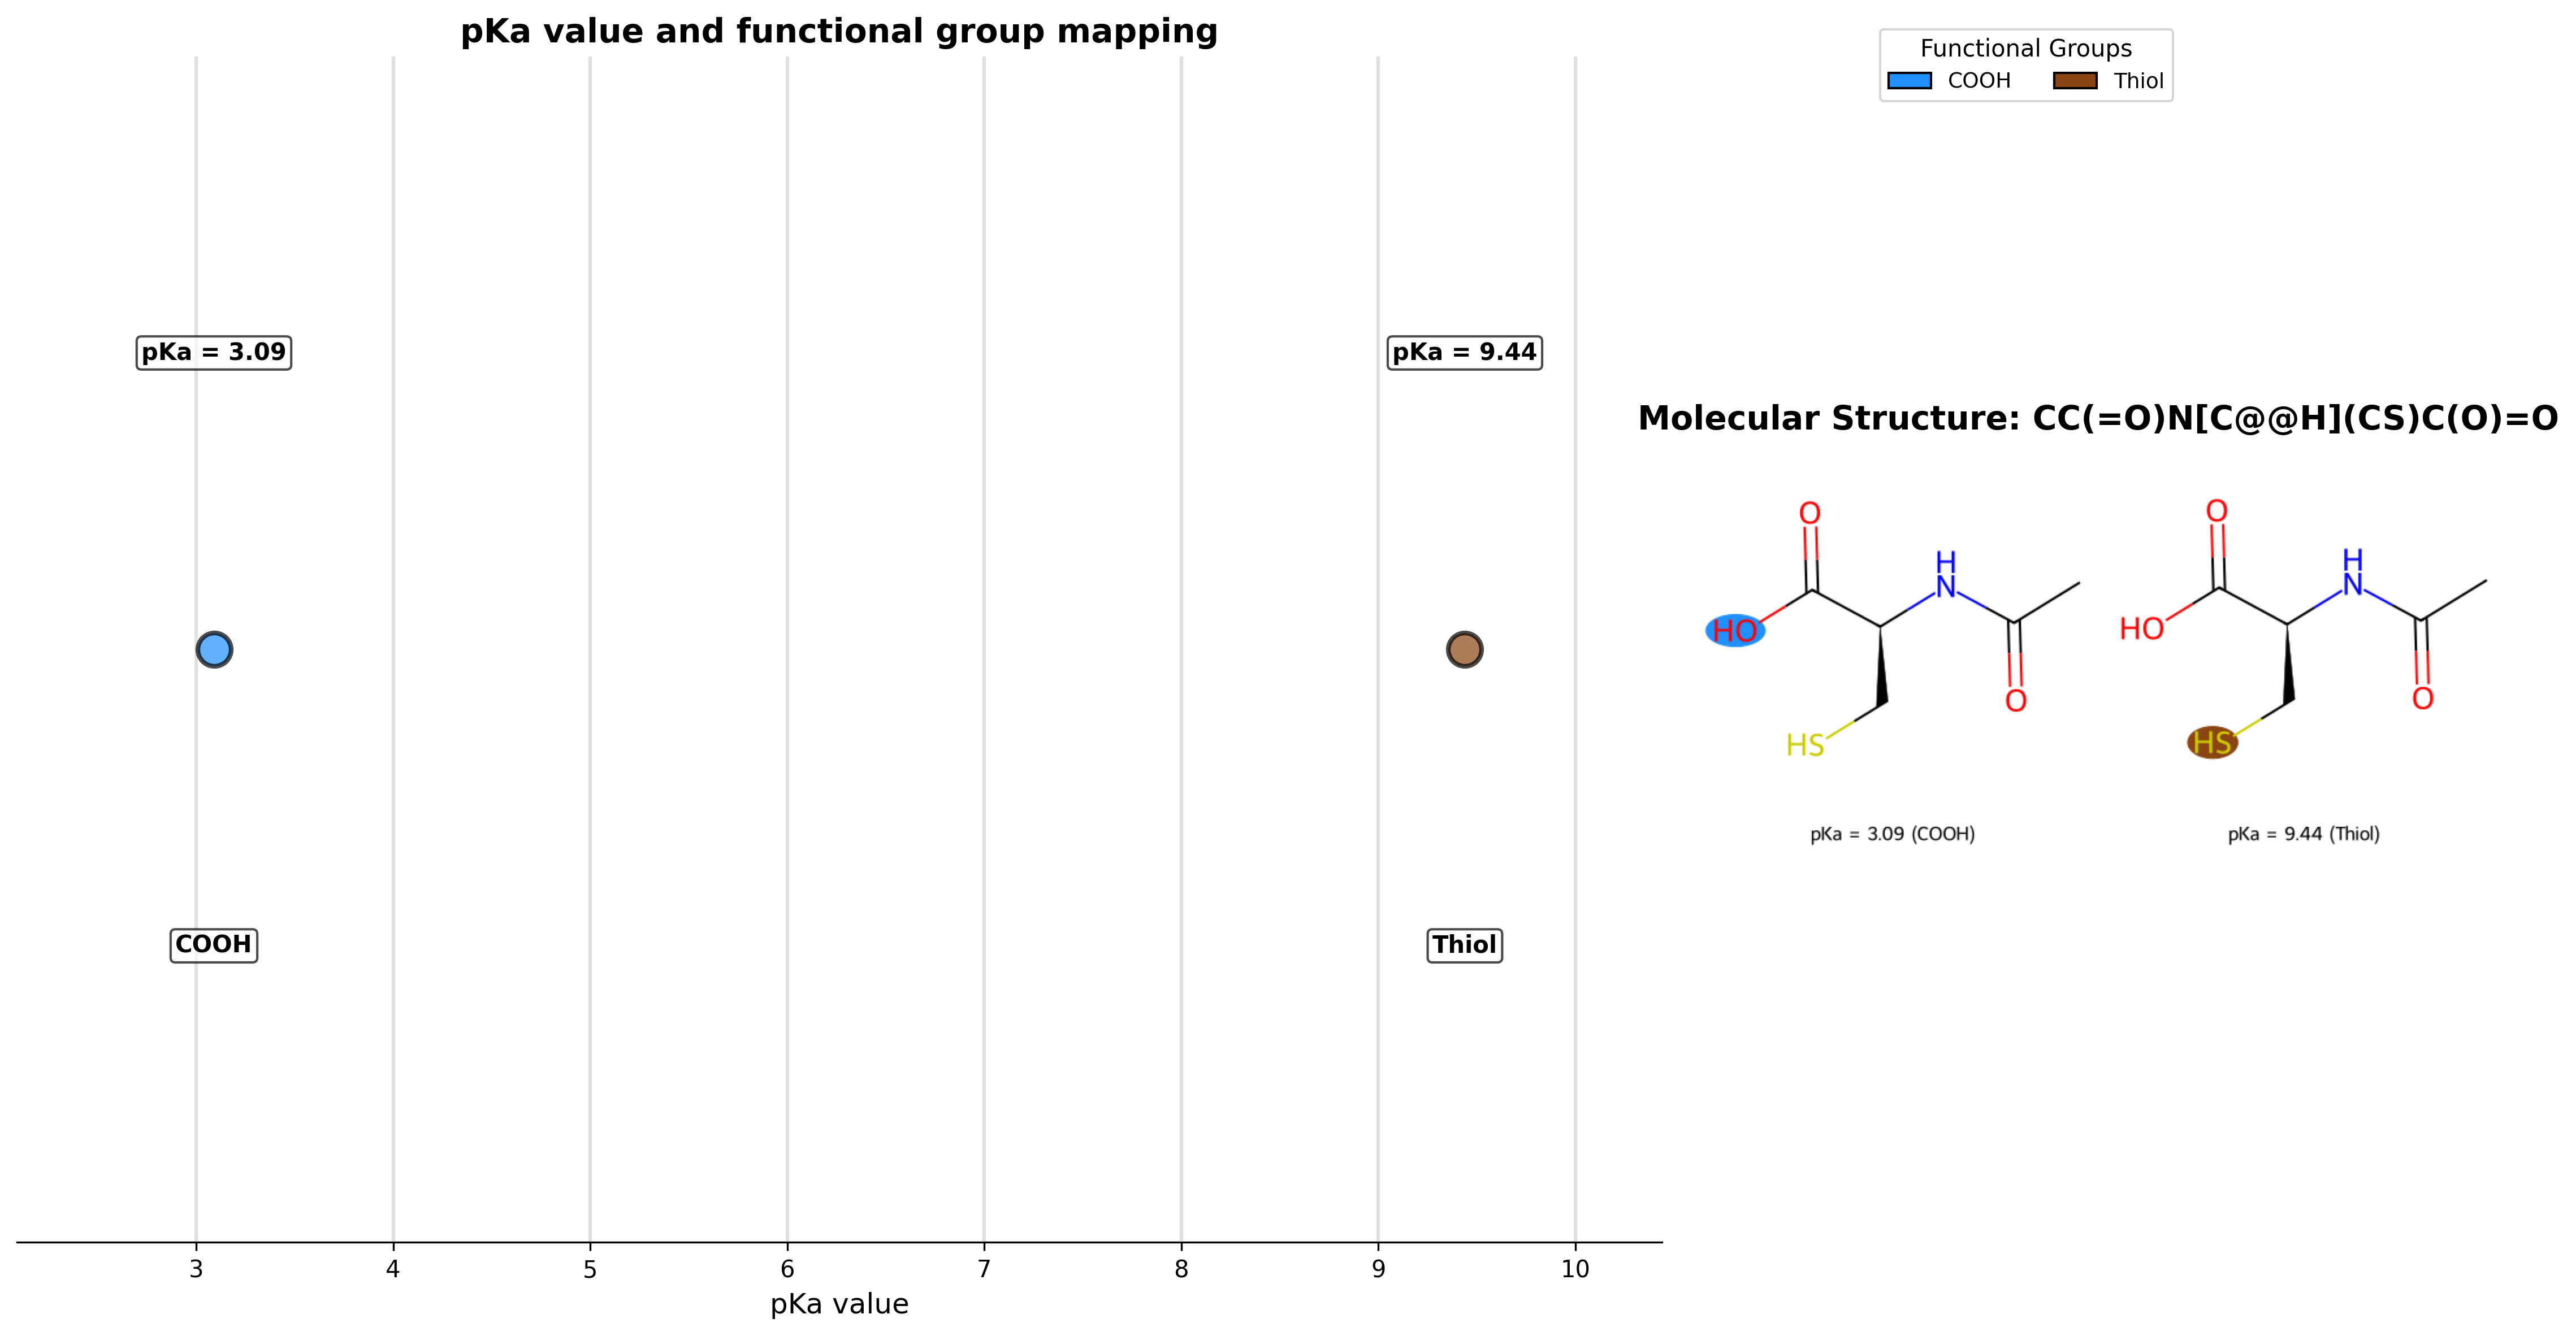 pKa value and functional group mapping
pKa = 3.09
pKa = 9.44
COOH
Thiol
3 4 5 6 7 8 9 10
pKa value
Functional Groups
COOH Thiol
Molecular Structure: CC(=O)N[C@@H](CS)C(O)=O
O
H
N
HO
O
HS
pKa = 3.09 (COOH)
O
H
N
HO
O
HS
pKa = 9.44 (Thiol)